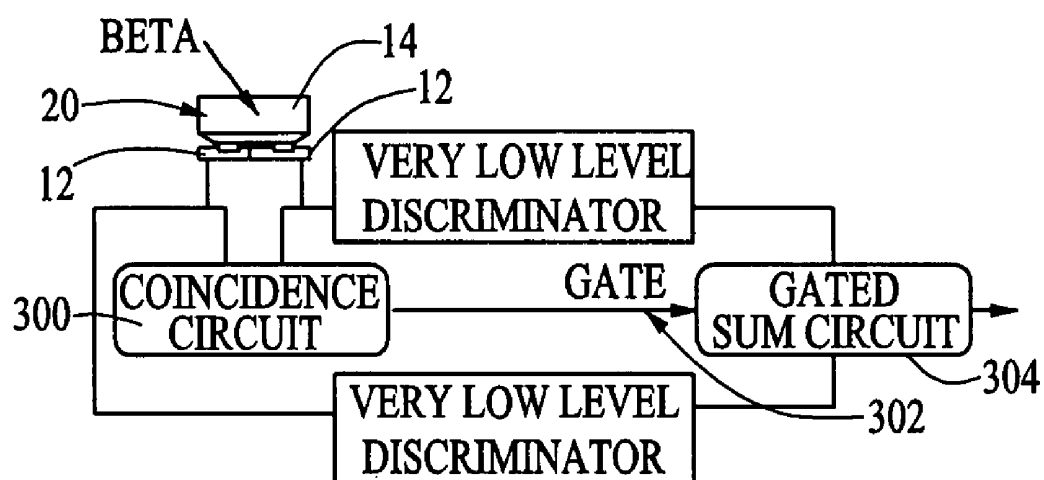 BETA
14
20
12
12
VERY LOW LEVEL
DISCRIMINATOR
COINCIDENCE
CIRCUIT
300
GATE
GATED
SUM CIRCUIT
304
302
VERY LOW LEVEL
DISCRIMINATOR